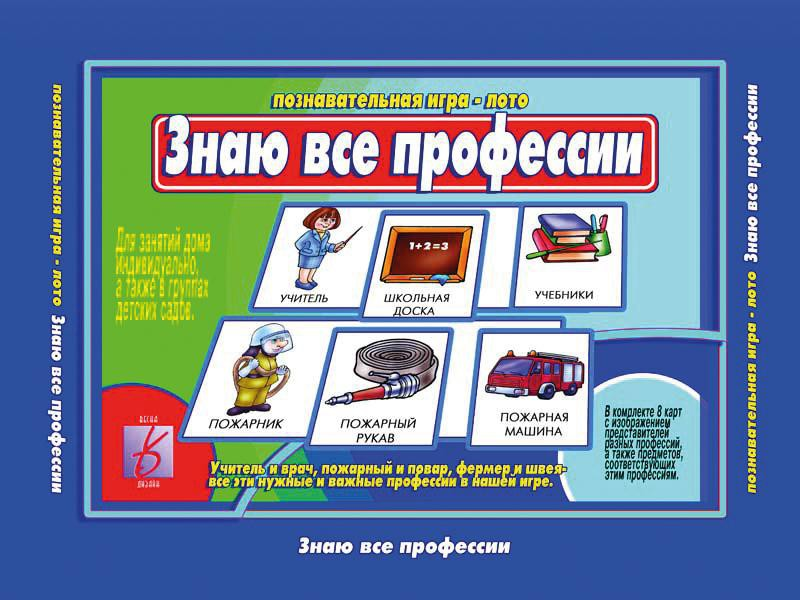 познавательная игра - лото
Знаю все профессии
Для занятий дома
индивидуально,
а также в группах
детских садов.
1+2=3
УЧИТЕЛЬ
ШКОЛЬНАЯ
ДОСКА
УЧЕБНИКИ
ПОЖАРНИК
ПОЖАРНЫЙ
РУКАВ
ПОЖАРНАЯ
МАШИНА
ВЕСНА
ДИЗАЙН
В комплекте 8 карт
с изображением
представителей
разных профессий,
а также предметов,
соответствующих
этим профессиям.
Учитель и врач, пожарный и првар, фермер и швея-
все эти нужные и важные профессии в нашей игре.
познавательная игра - лото Знаю все профессии
познавательная игра - лото Знаю все профессии
Знаю все профессии